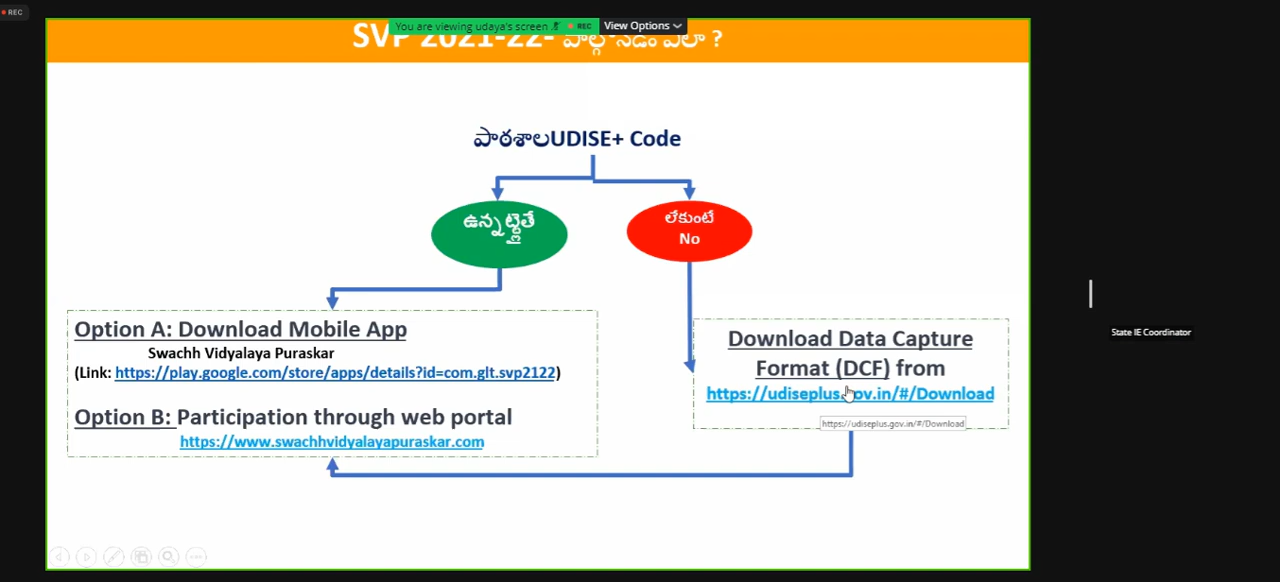 REC
You are viewing udaya's screen
REC
View Options
SVP 2021-22- పాల్గొనడం ఎలా ?
పాఠశాలUDISE+ Code
ఉన్నట్లైతే
లేకుంటే
No
Option A: Download Mobile App
Swachh Vidyalaya Puraskar
(Link: https://play.google.com/store/apps/details?id=com.glt.svp2122)
Option B: Participation through web portal
https://www.swachhvidyalayapuraskar.com
Download Data Capture
Format (DCF) from
https://udiseplus.gov.in/#/Download
https://udiseplus.gov.in/#/Download
State IE Coordinator